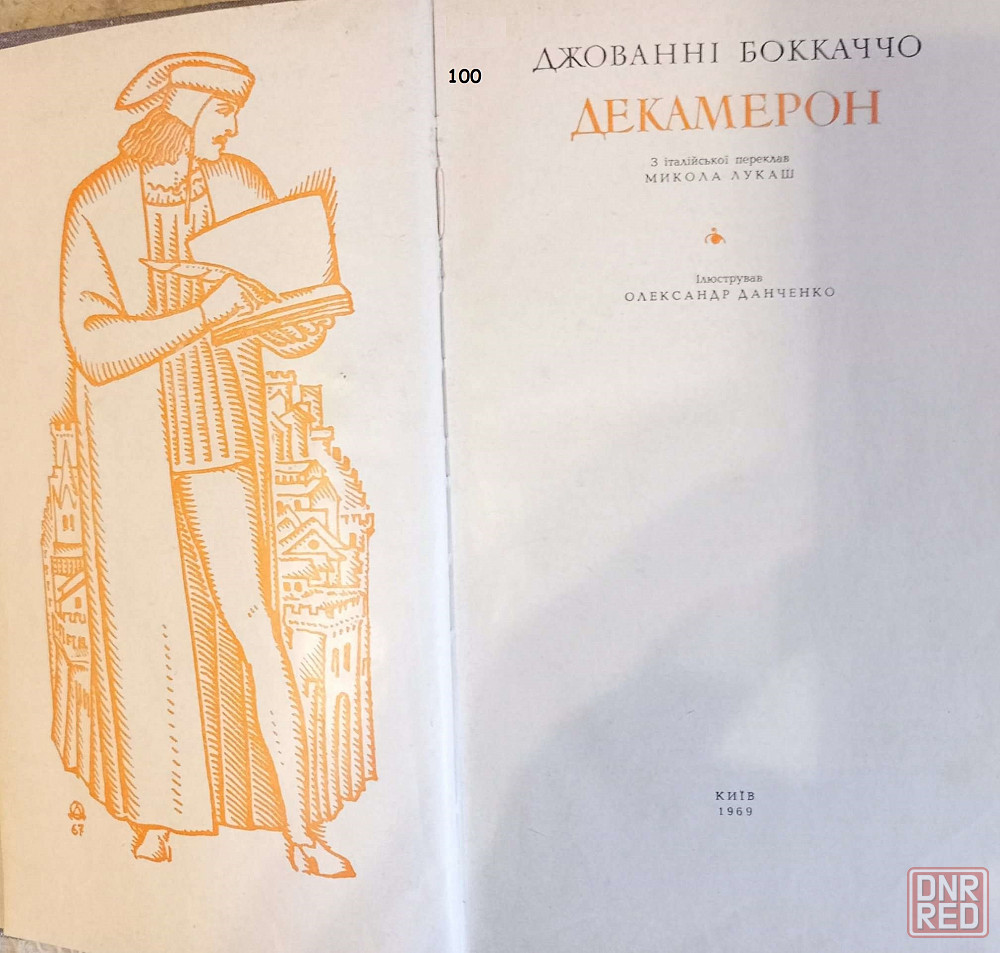 100
ДЖОВАННІ БОККАЧЧО
ДЕКАМЕРОН
З італійської переклав
МИКОЛА ЛУКАШ
Ілюстрував
ОЛЕКСАНДР ДАНЧЕНКО
КИЇВ
1969
67
DNR
RED